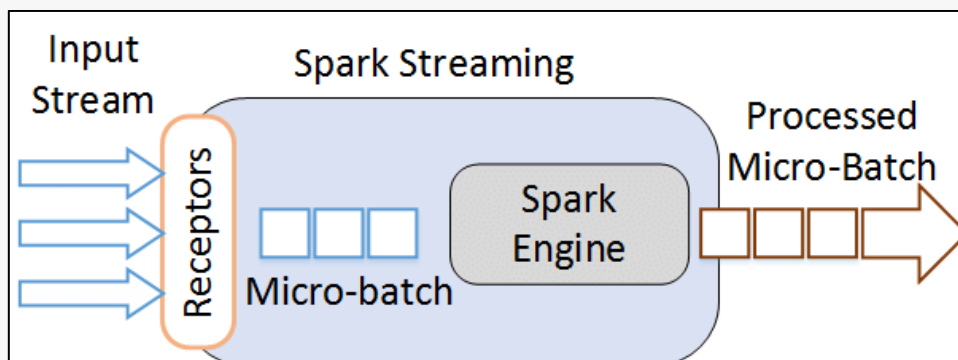 Input
Stream
Spark Streaming
Receptors
Micro-batch
Spark
Engine
Processed
Micro-Batch